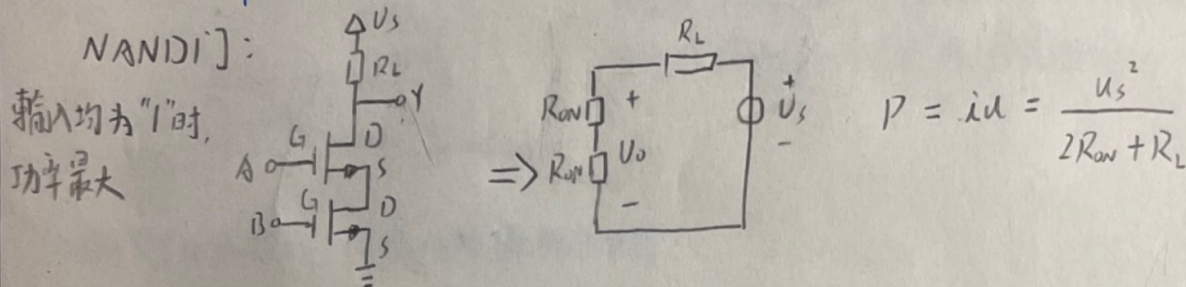 NAND门:
输入均为"1"时,
功率最大
Us
RL
Y
G
D
A
S
G
D
B
S
⇒
RL
RON
+
U0
RON
-
+
Us
-
P = iu = us² / (2RON + RL)